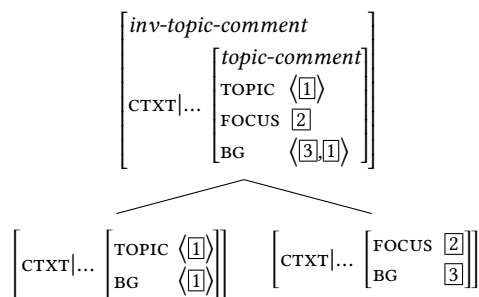 inv-topic-comment
CTXT|... topic-comment
TOPIC ⟨1⟩
FOCUS 2
BG ⟨3,1⟩
CTXT|... TOPIC ⟨1⟩
BG ⟨1⟩
CTXT|... FOCUS 2
BG 3